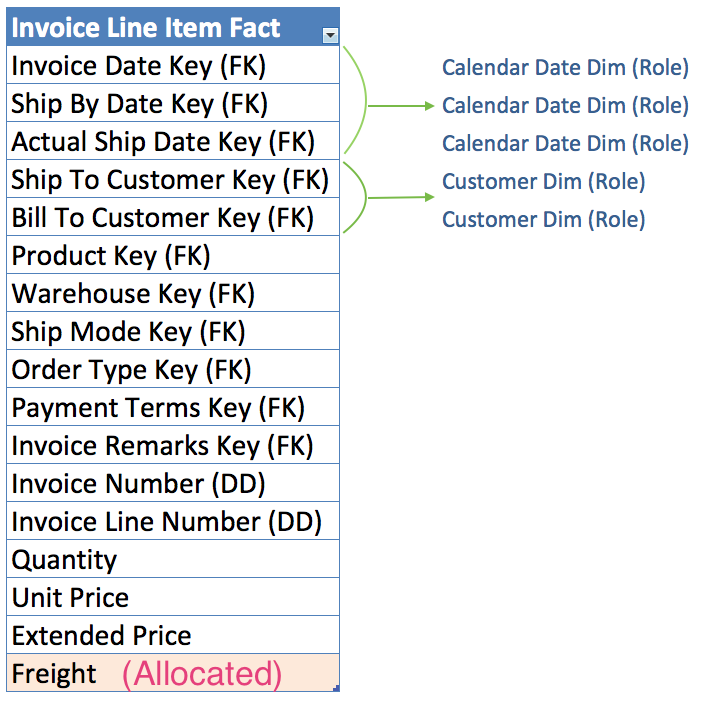 Invoice Line Item Fact
Invoice Date Key (FK)
Ship By Date Key (FK)
Actual Ship Date Key (FK)
Ship To Customer Key (FK)
Bill To Customer Key (FK)
Product Key (FK)
Warehouse Key (FK)
Ship Mode Key (FK)
Order Type Key (FK)
Payment Terms Key (FK)
Invoice Remarks Key (FK)
Invoice Number (DD)
Invoice Line Number (DD)
Quantity
Unit Price
Extended Price
Freight (Allocated)
Calendar Date Dim (Role)
Calendar Date Dim (Role)
Calendar Date Dim (Role)
Customer Dim (Role)
Customer Dim (Role)